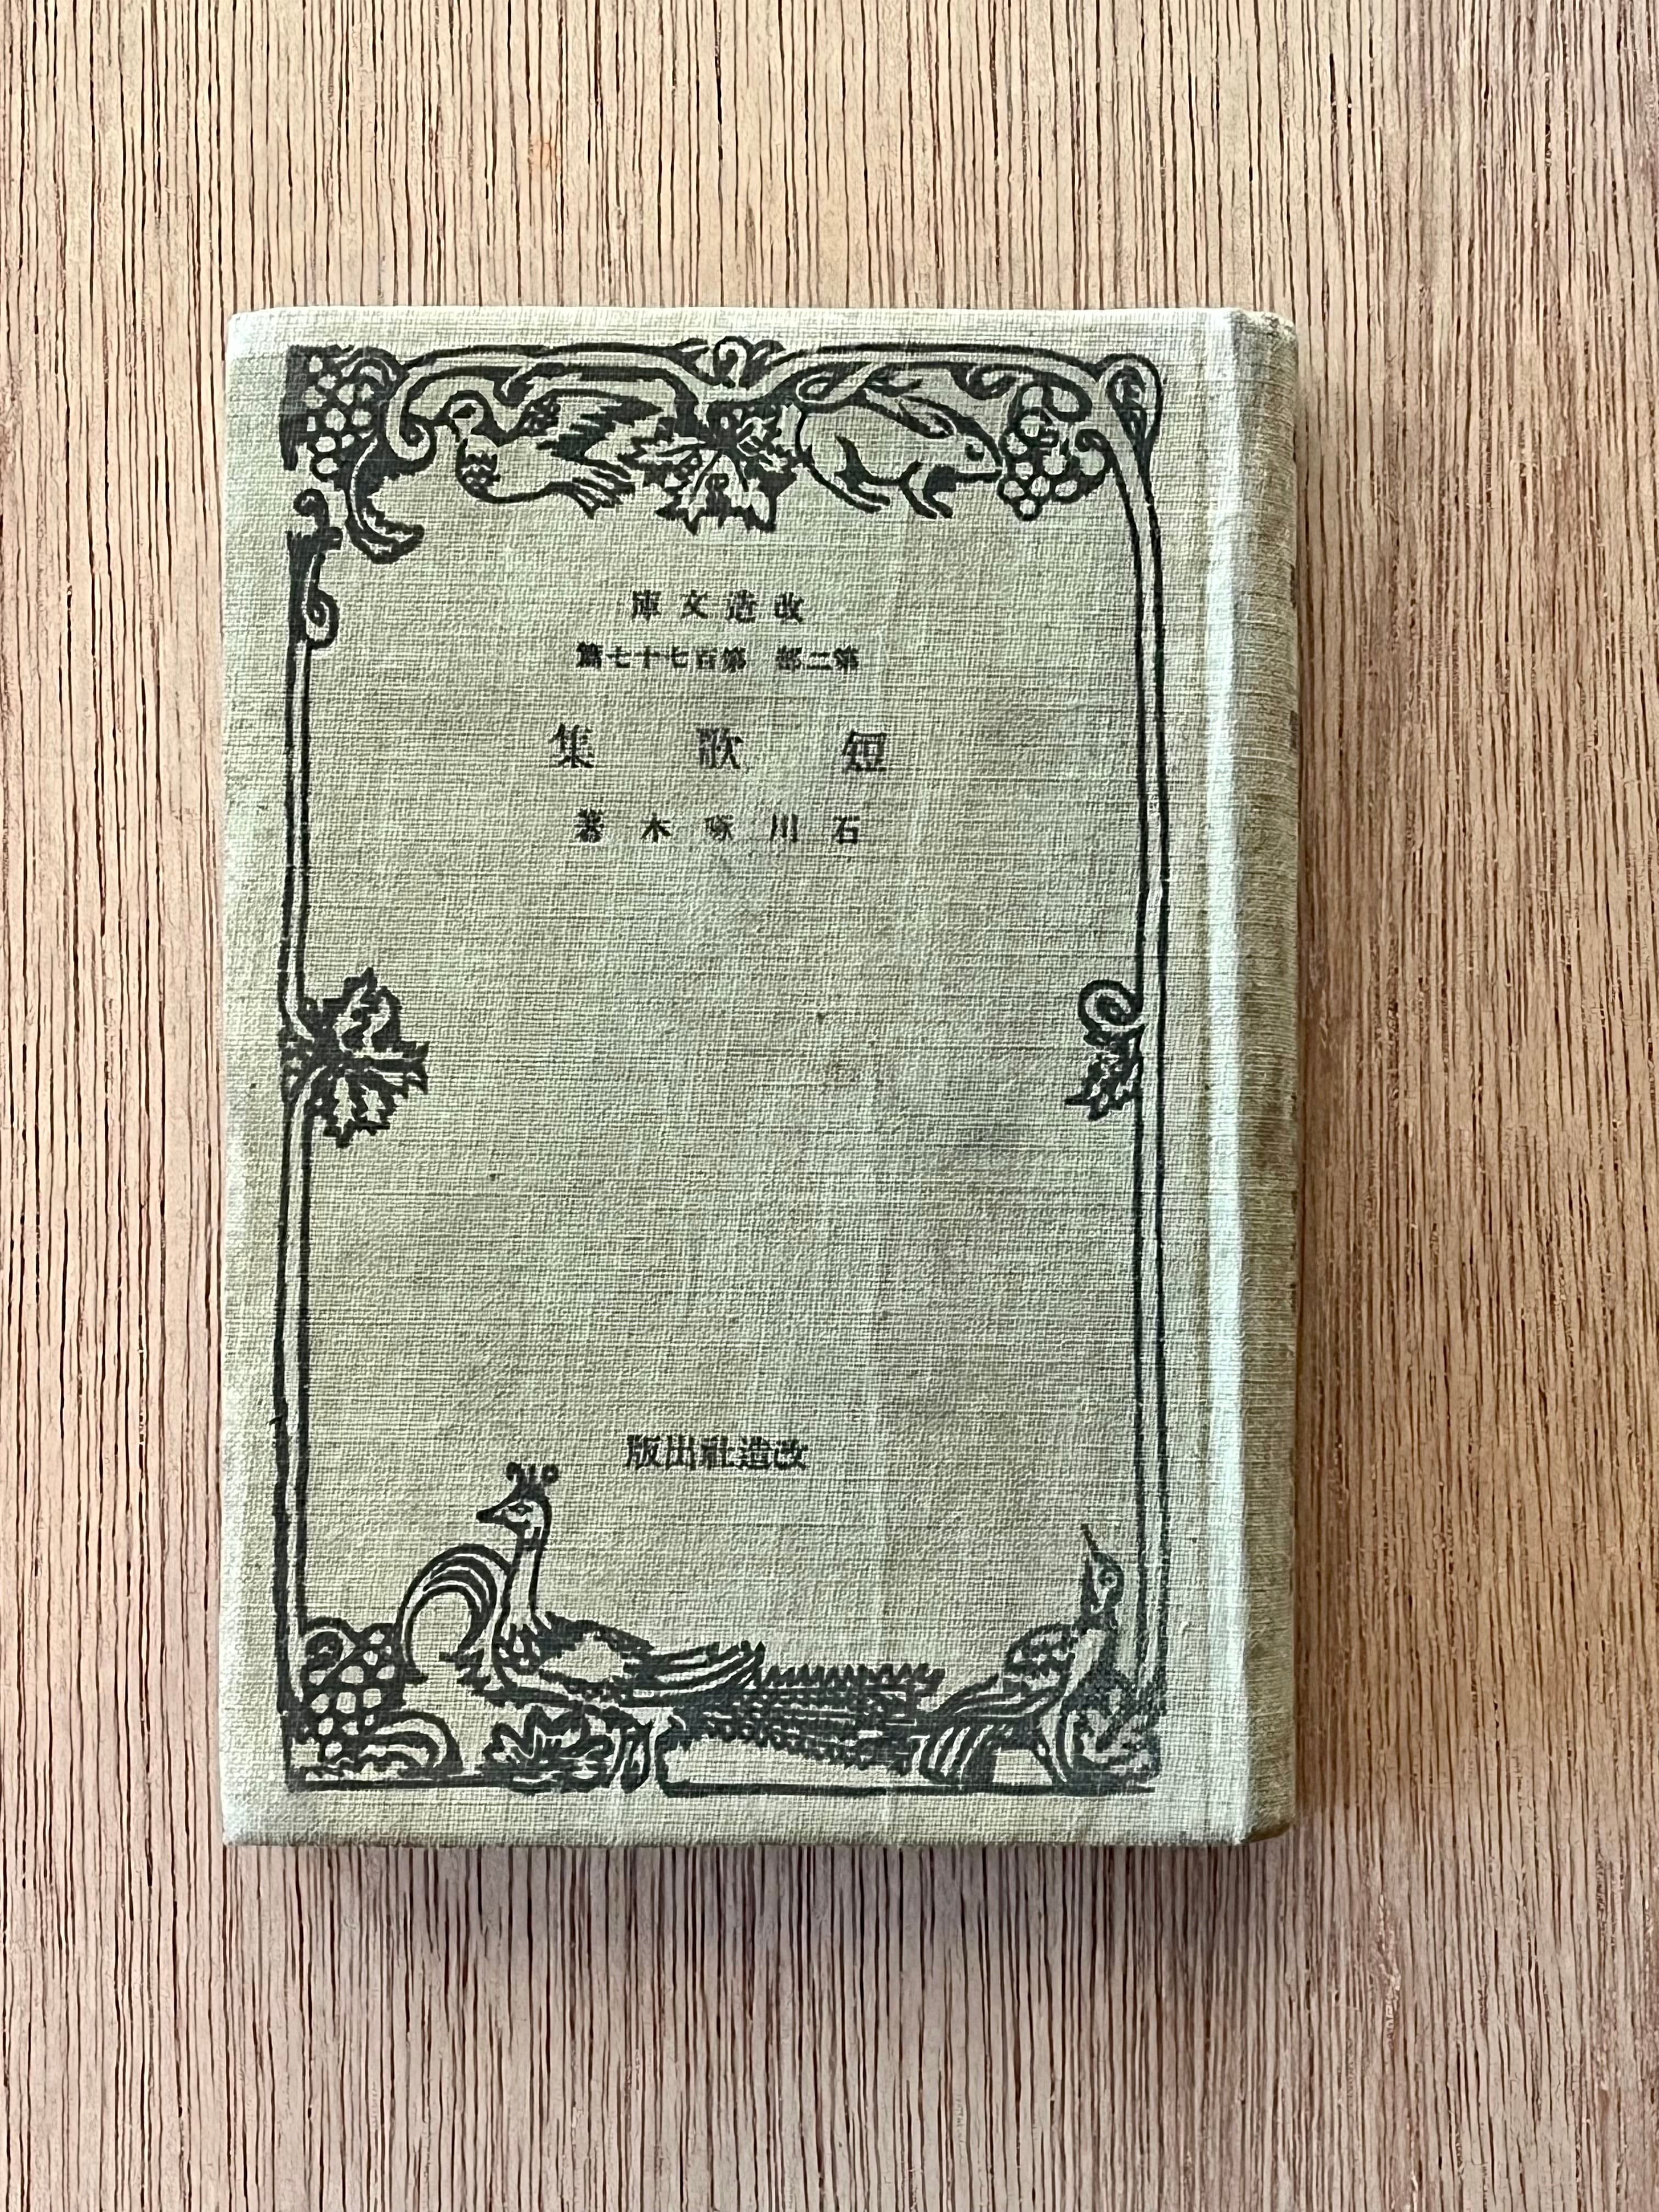 改造文庫
第二部 第百七十七篇
短歌集
石川啄木著
改造社出版